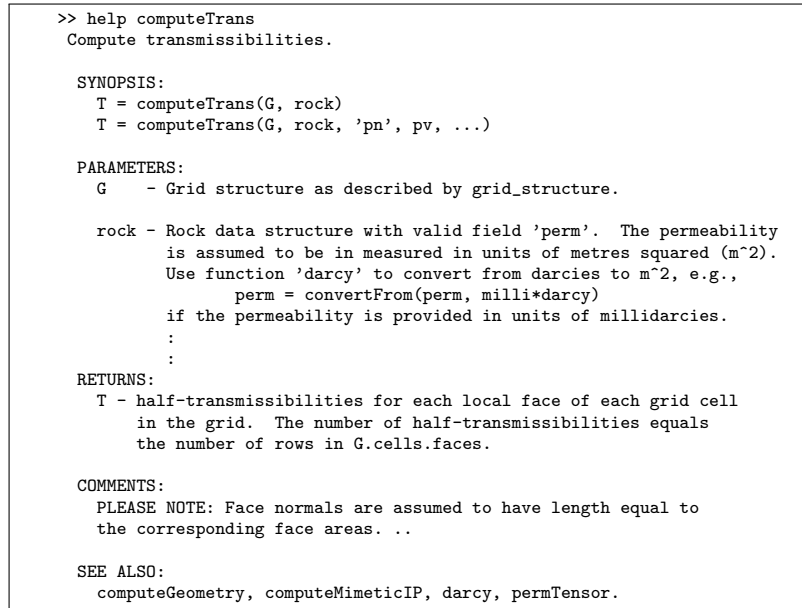 >> help computeTrans
Compute transmissibilities.
SYNOPSIS:
T = computeTrans(G, rock)
T = computeTrans(G, rock, ’pn’, pv, ...)
PARAMETERS:
G    - Grid structure as described by grid_structure.
rock - Rock data structure with valid field ’perm’.  The permeability
is assumed to be in measured in units of metres squared (m^2).
Use function ’darcy’ to convert from darcies to m^2, e.g.,
perm = convertFrom(perm, milli*darcy)
if the permeability is provided in units of millidarcies.
:
:
RETURNS:
T - half-transmissibilities for each local face of each grid cell
in the grid.  The number of half-transmissibilities equals
the number of rows in G.cells.faces.
COMMENTS:
PLEASE NOTE: Face normals are assumed to have length equal to
the corresponding face areas. ..
SEE ALSO:
computeGeometry, computeMimeticIP, darcy, permTensor.